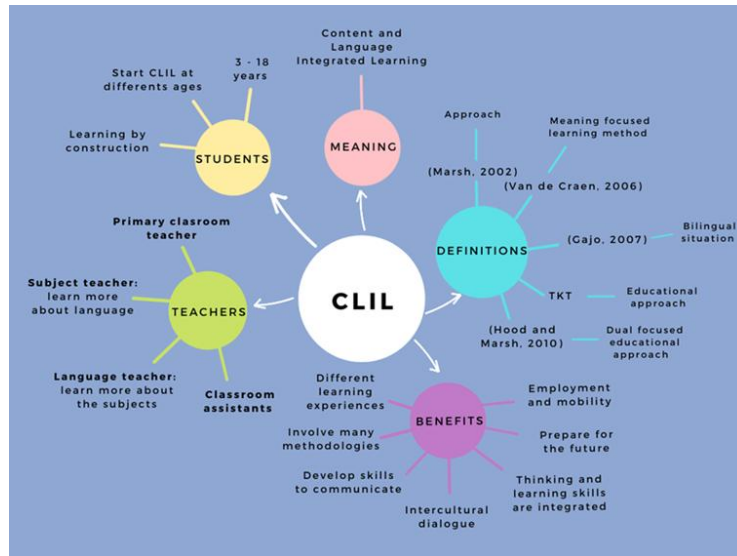 Content and
Language
Integrated Learning
MEANING
3 - 18
years
Start CLIL at
differents ages
Learning by
construction
STUDENTS
Approach
(Marsh, 2002)
Meaning focused
learning method
(Van de Craen, 2006)
(Gajo, 2007)
Bilingual
situation
DEFINITIONS
TKT
Educational
approach
(Hood and
Marsh, 2010)
Dual focused
educational
approach
CLIL
Primary clasroom
teacher
Subject teacher:
learn more
about language
TEACHERS
Language teacher:
learn more about
the subjects
Classroom
assistants
Different
learning
experiences
Involve many
methodologies
Develop skills
to communicate
Intercultural
dialogue
BENEFITS
Employment
and mobility
Prepare for
the future
Thinking and
learning skills
are integrated